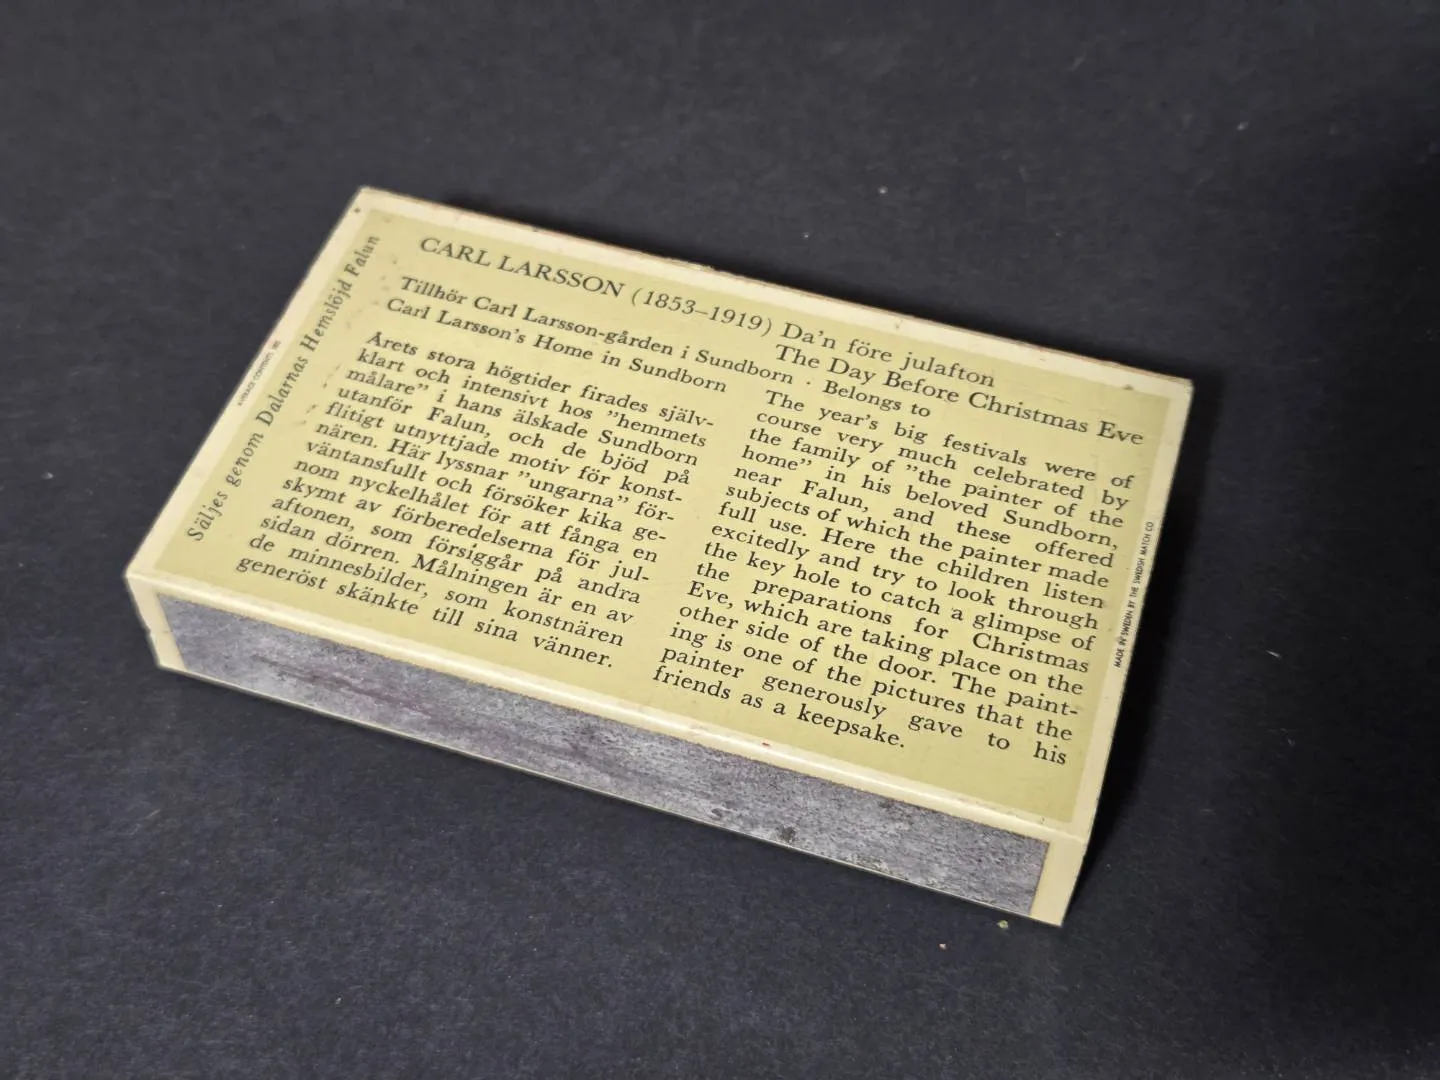 CARL LARSSON (1853–1919) Da'n före julafton
The Day Before Christmas Eve
Tillhör Carl Larsson-gården i Sundborn · Belongs to
Carl Larsson's Home in Sundborn
Årets stora högtider firades själv-
klart och intensivt hos "hemmets
målare" i hans älskade Sundborn
utanför Falun, och de bjöd på
flitigt utnyttjade motiv för konst-
nären. Här lyssnar "ungarna" för-
väntansfullt och försöker kika ge-
nom nyckelhålet för att fånga en
skymt av förberedelserna för jul-
aftonen, som försiggår på andra
sidan dörren. Målningen är en av
de minnesbilder, som konstnären
generöst skänkte till sina vänner.
The year's big festivals were of
course very much celebrated by
the family of "the painter of the
home" in his beloved Sundborn,
near Falun, and these offered
subjects of which the painter made
full use. Here the children listen
excitedly and try to look through
the key hole to catch a glimpse of
the preparations for Christmas
Eve, which are taking place on the
other side of the door. The paint-
ing is one of the pictures that the
painter generously gave to his
friends as a keepsake.
Säljes genom Dalarnas Hemslöjd Falun
AVERAGE CONTENTS
MADE IN SWEDEN BY THE SWEDISH MATCH CO